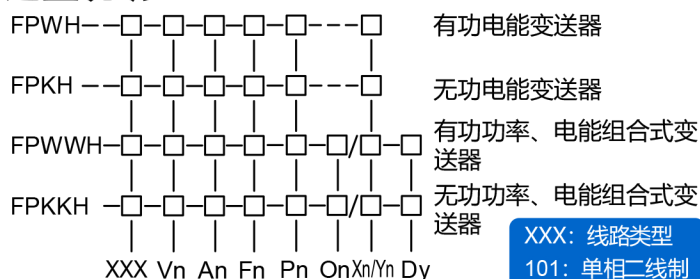 FPWH
有功电能变送器
FPKH
无功电能变送器
FPWWH
/
有功功率、电能组合式变
送器
FPKKH
/
无功功率、电能组合式变
送器
XXX Vn An Fn Pn On Xn/Yn Dy
XXX：线路类型
101：单相二线制